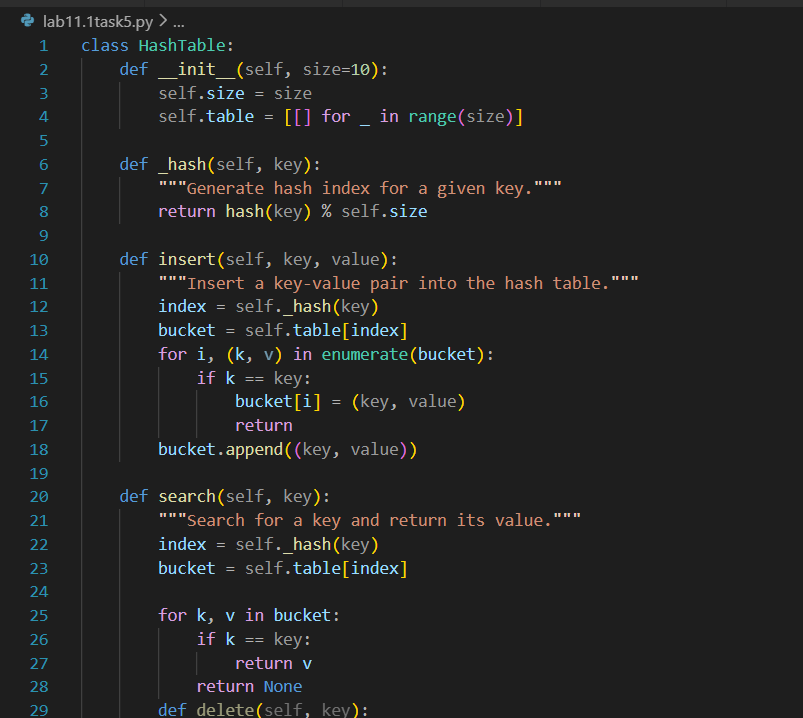 lab11.1task5.py > ...
1 class HashTable:
2     def __init__(self, size=10):
3         self.size = size
4         self.table = [[] for _ in range(size)]
5
6     def _hash(self, key):
7         """Generate hash index for a given key."""
8         return hash(key) % self.size
9
10     def insert(self, key, value):
11         """Insert a key-value pair into the hash table."""
12         index = self._hash(key)
13         bucket = self.table[index]
14         for i, (k, v) in enumerate(bucket):
15             if k == key:
16                 bucket[i] = (key, value)
17                 return
18         bucket.append((key, value))
19
20     def search(self, key):
21         """Search for a key and return its value."""
22         index = self._hash(key)
23         bucket = self.table[index]
24
25         for k, v in bucket:
26             if k == key:
27                 return v
28             return None
29         def delete(self, key):